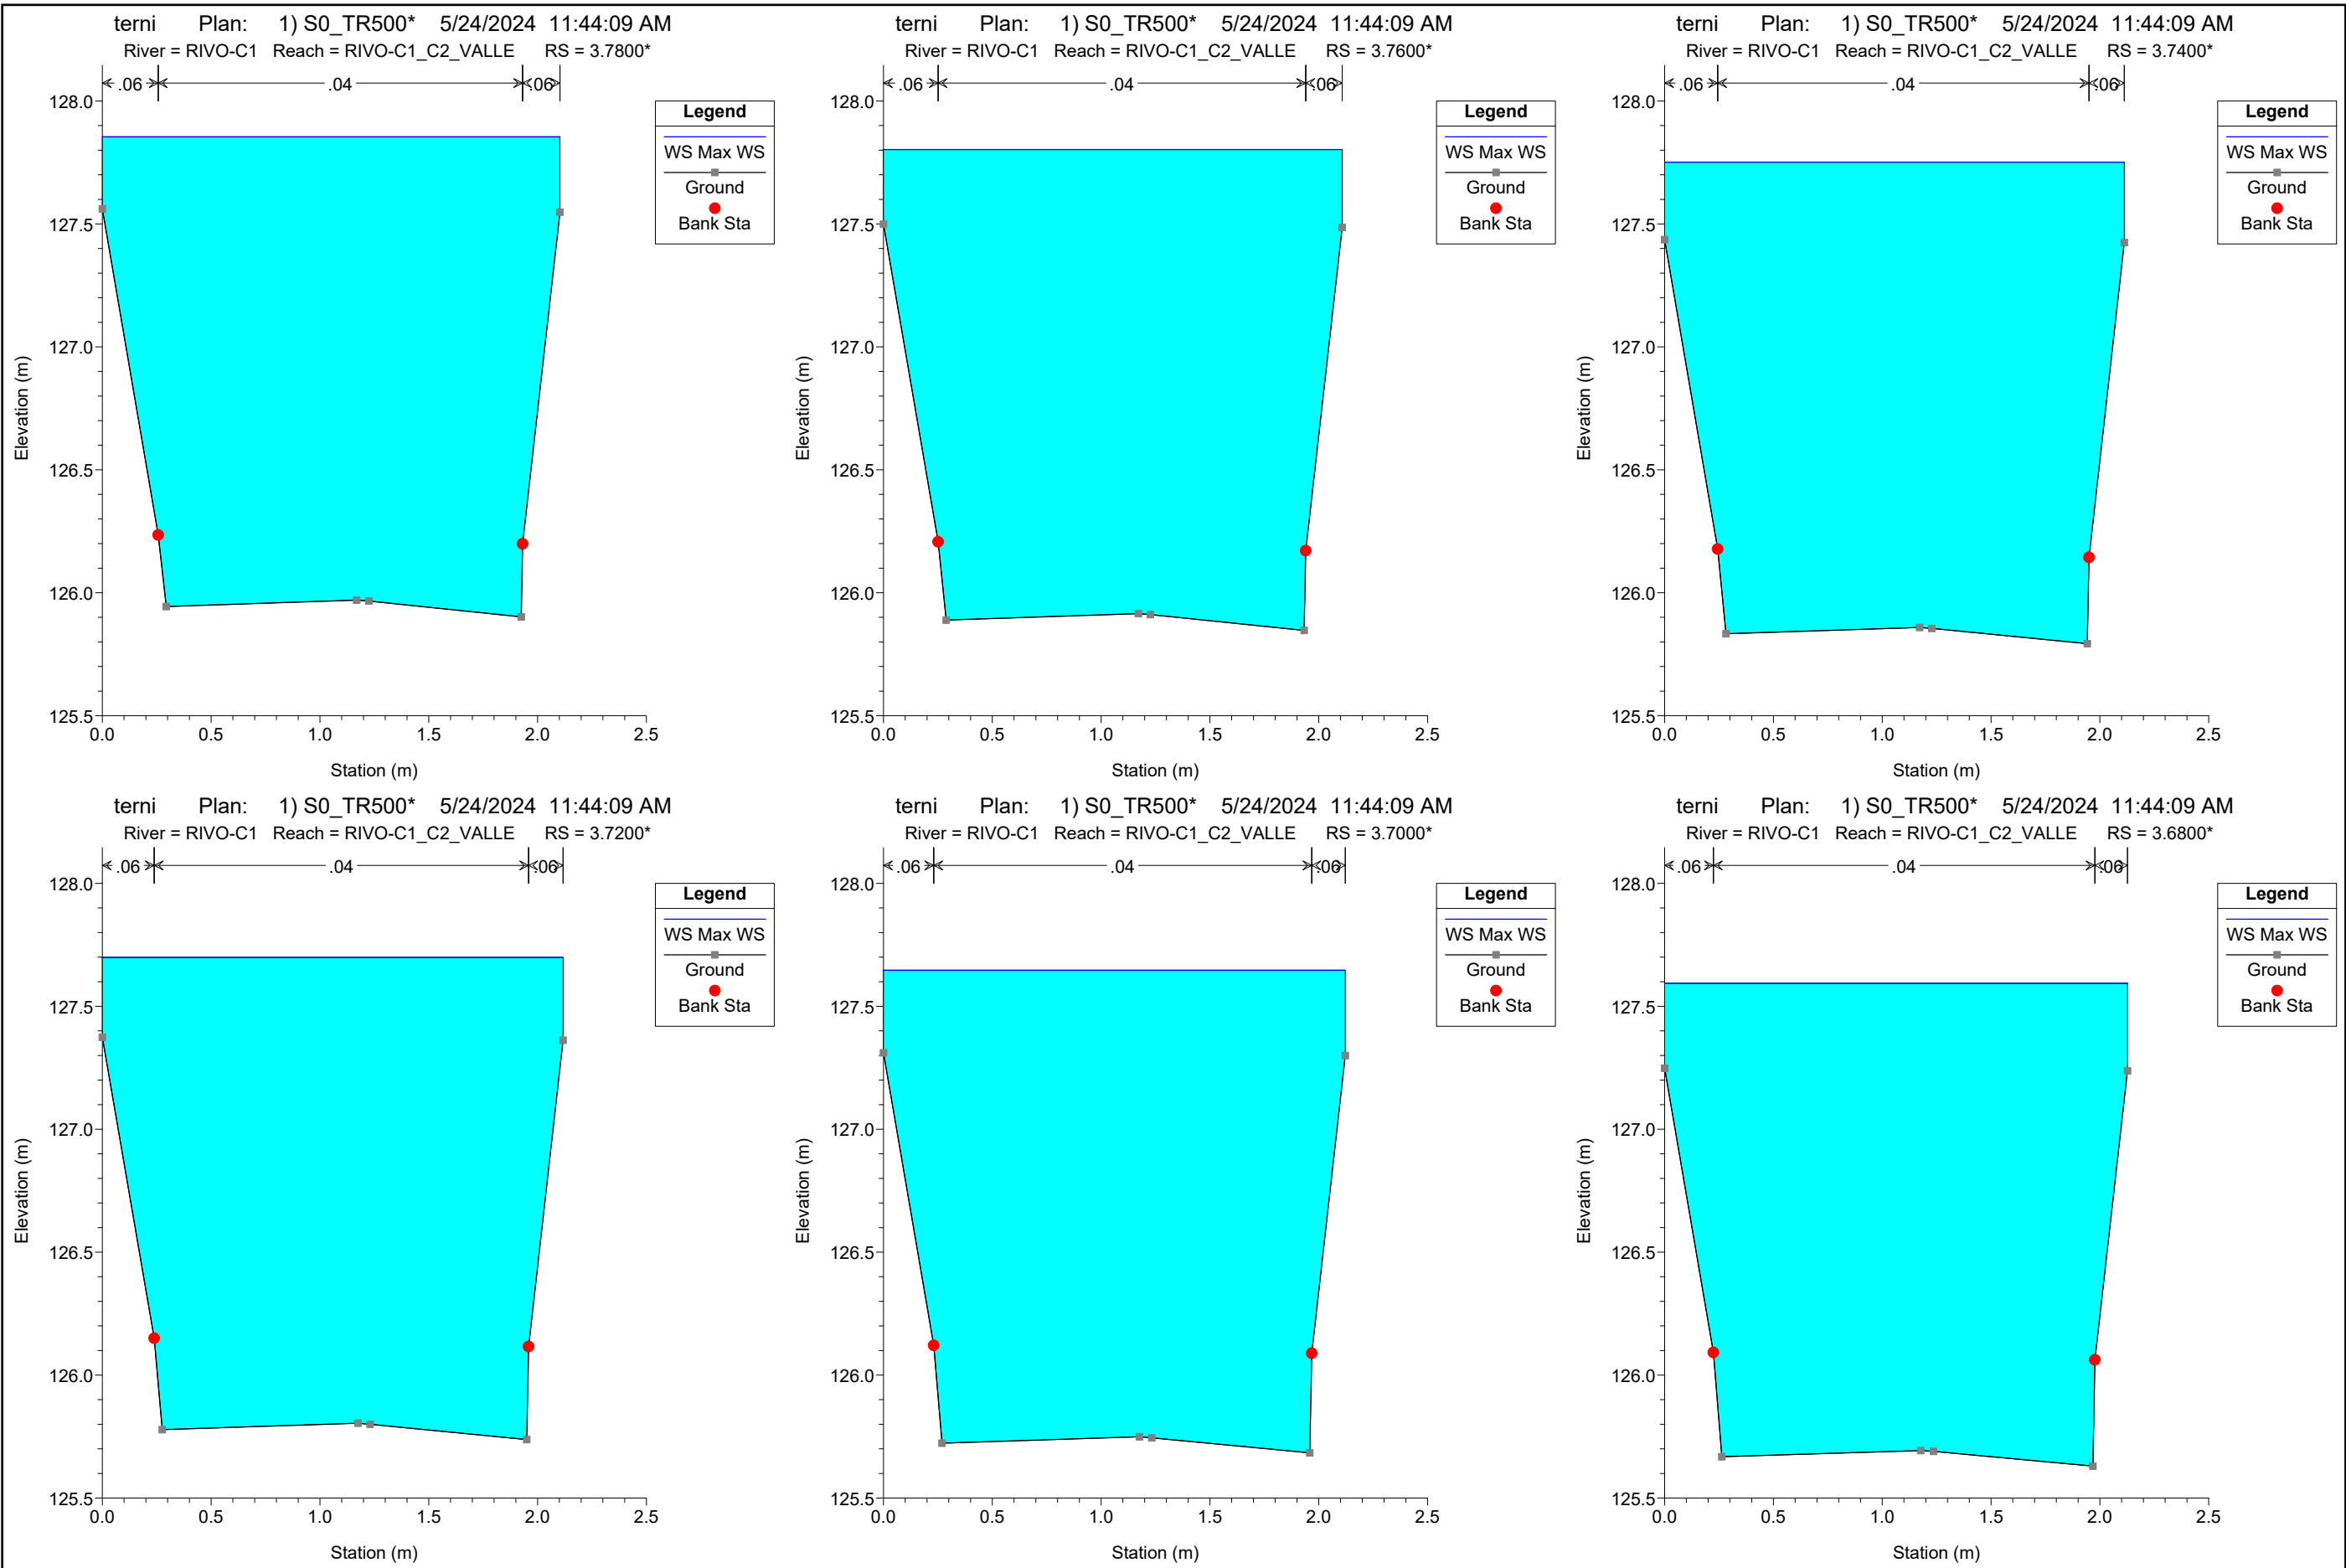 terni Plan: 1) S0_TR500* 5/24/2024 11:44:09 AM
River = RIVO-C1 Reach = RIVO-C1_C2_VALLE RS = 3.7800*
.06 .04 .06
128.0
127.5
127.0
126.5
126.0
125.5
0.0 0.5 1.0 1.5 2.0 2.5
Station (m)
Elevation (m)
Legend
WS Max WS
Ground
Bank Sta
terni Plan: 1) S0_TR500* 5/24/2024 11:44:09 AM
River = RIVO-C1 Reach = RIVO-C1_C2_VALLE RS = 3.7600*
.06 .04 .06
128.0
127.5
127.0
126.5
126.0
125.5
0.0 0.5 1.0 1.5 2.0 2.5
Station (m)
Elevation (m)
Legend
WS Max WS
Ground
Bank Sta
terni Plan: 1) S0_TR500* 5/24/2024 11:44:09 AM
River = RIVO-C1 Reach = RIVO-C1_C2_VALLE RS = 3.7400*
.06 .04 .06
128.0
127.5
127.0
126.5
126.0
125.5
0.0 0.5 1.0 1.5 2.0 2.5
Station (m)
Elevation (m)
Legend
WS Max WS
Ground
Bank Sta
terni Plan: 1) S0_TR500* 5/24/2024 11:44:09 AM
River = RIVO-C1 Reach = RIVO-C1_C2_VALLE RS = 3.7200*
.06 .04 .06
128.0
127.5
127.0
126.5
126.0
125.5
0.0 0.5 1.0 1.5 2.0 2.5
Station (m)
Elevation (m)
Legend
WS Max WS
Ground
Bank Sta
terni Plan: 1) S0_TR500* 5/24/2024 11:44:09 AM
River = RIVO-C1 Reach = RIVO-C1_C2_VALLE RS = 3.7000*
.06 .04 .06
128.0
127.5
127.0
126.5
126.0
125.5
0.0 0.5 1.0 1.5 2.0 2.5
Station (m)
Elevation (m)
Legend
WS Max WS
Ground
Bank Sta
terni Plan: 1) S0_TR500* 5/24/2024 11:44:09 AM
River = RIVO-C1 Reach = RIVO-C1_C2_VALLE RS = 3.6800*
.06 .04 .06
128.0
127.5
127.0
126.5
126.0
125.5
0.0 0.5 1.0 1.5 2.0 2.5
Station (m)
Elevation (m)
Legend
WS Max WS
Ground
Bank Sta